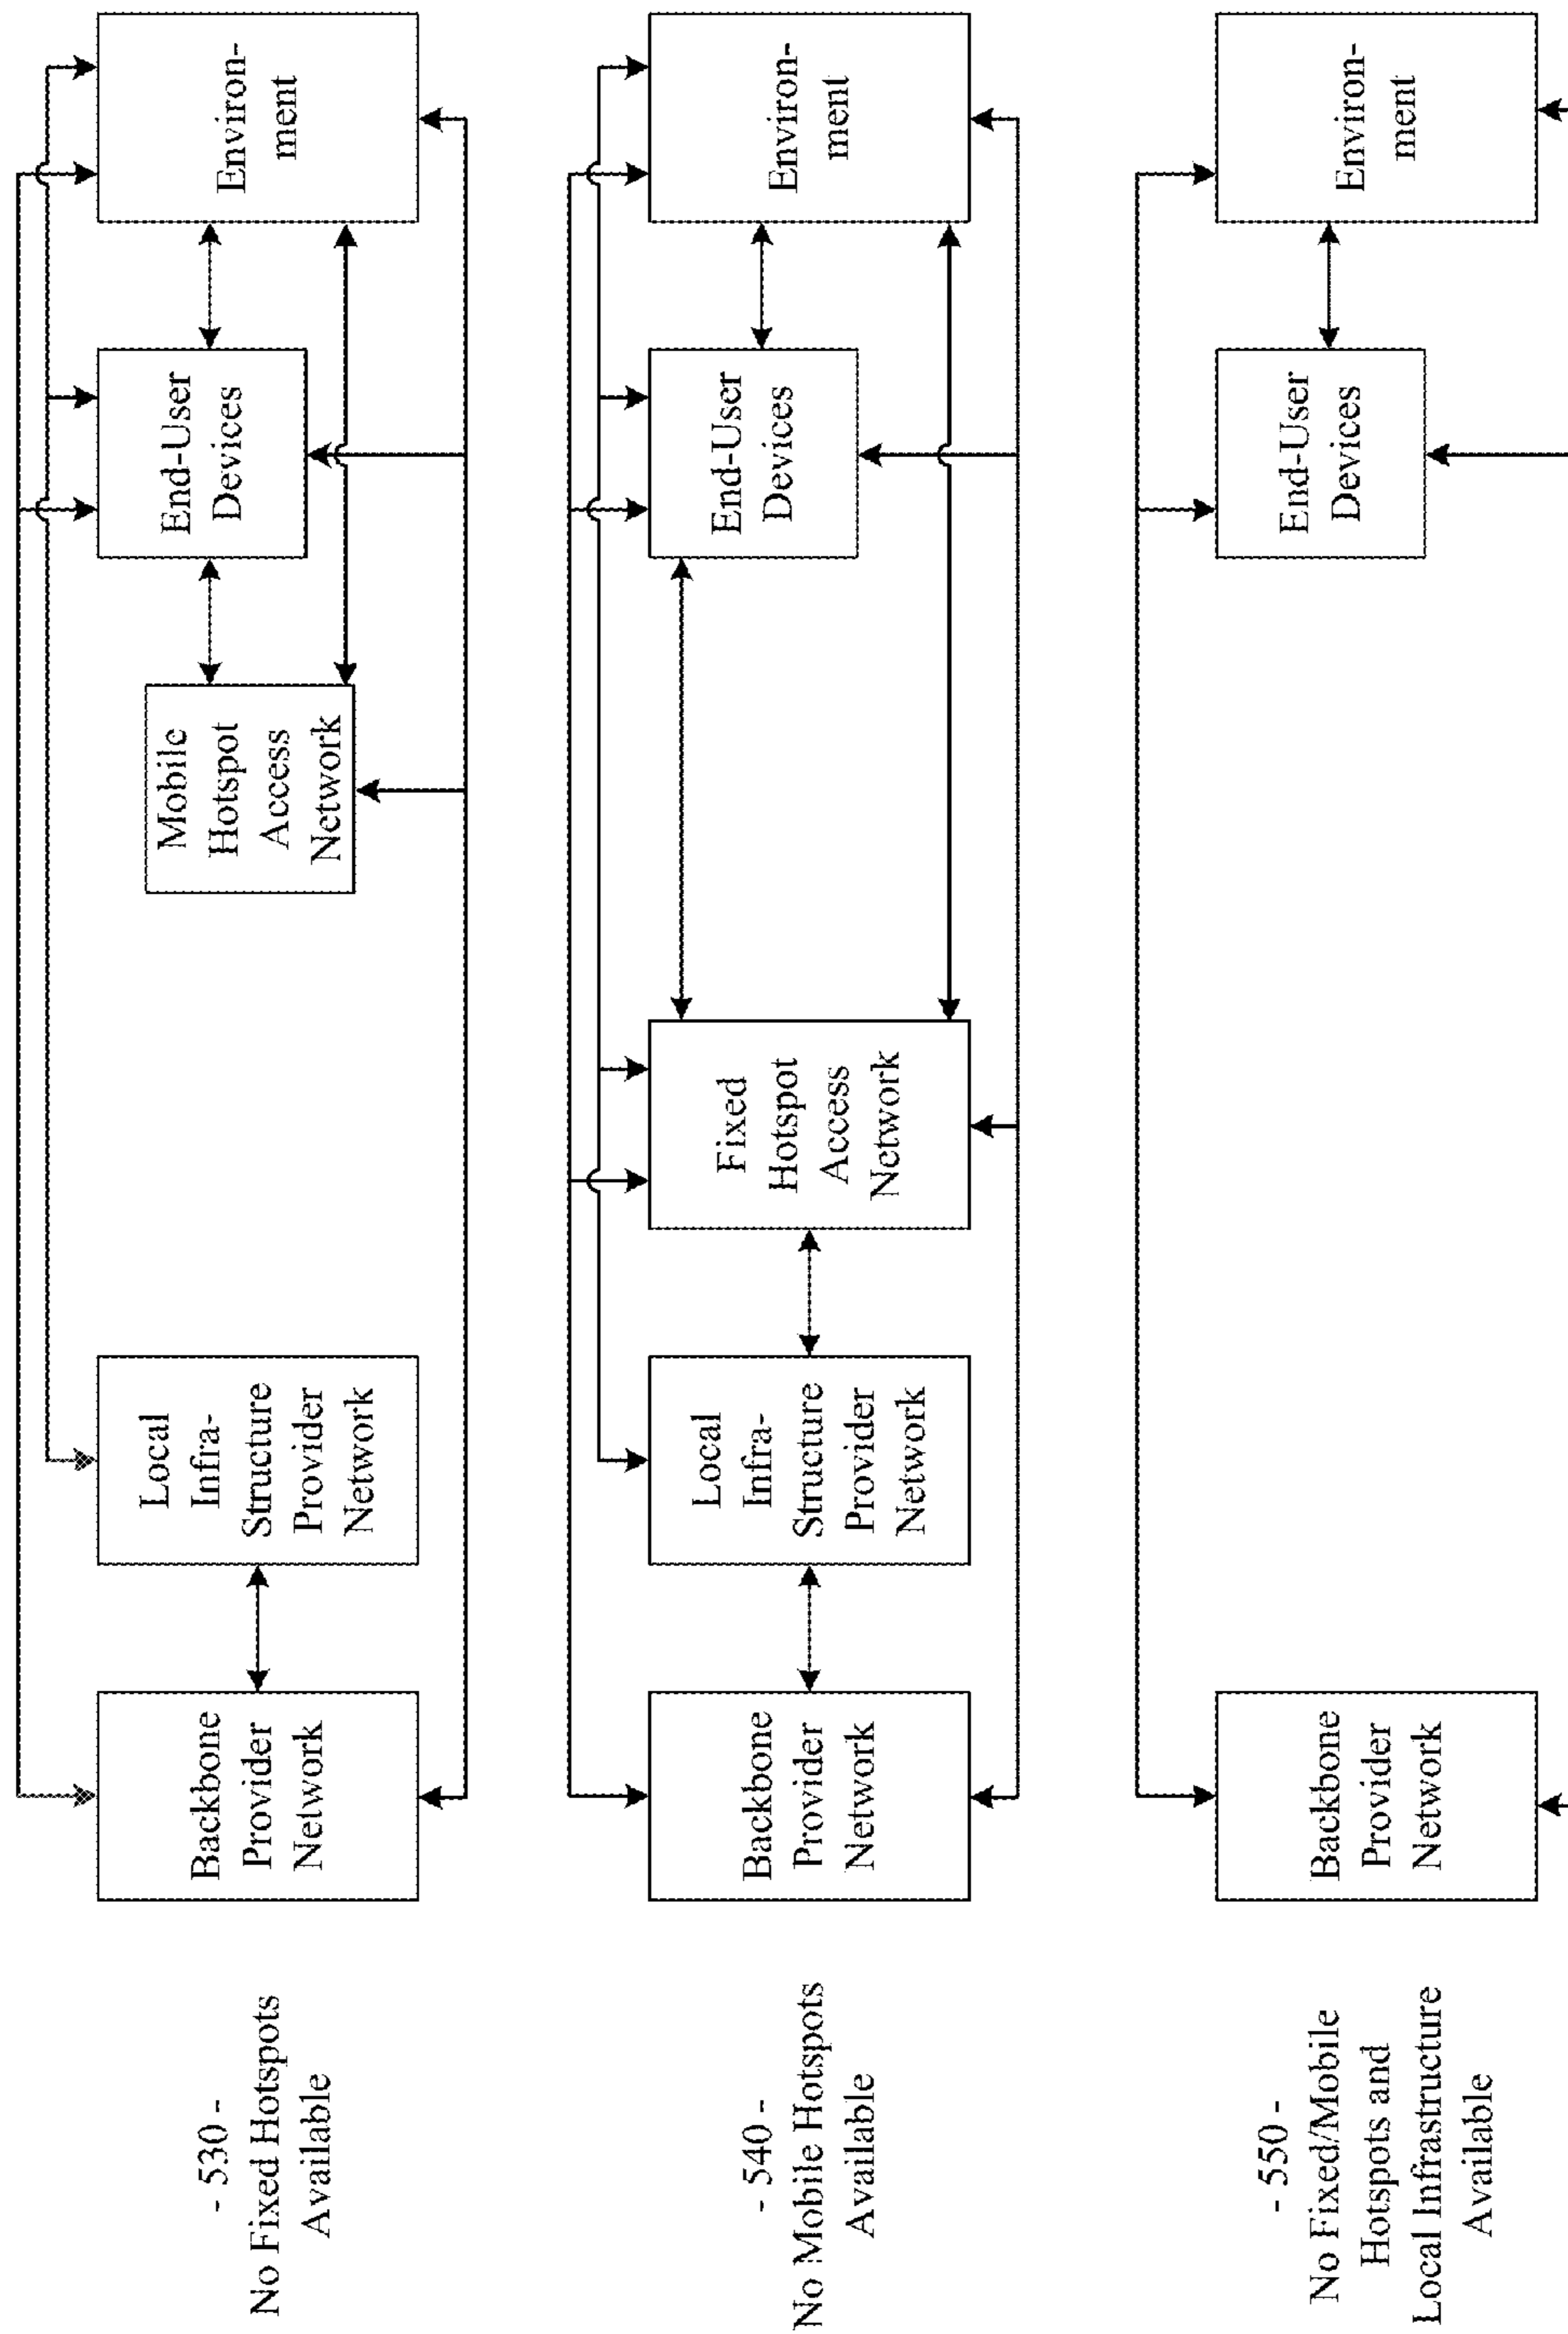 - 530 -
No Fixed Hotspots
Available
Backbone
Provider
Network
Local
Infra-
Structure
Provider
Network
Mobile
Hotspot
Access
Network
End-User
Devices
Environ-
ment
- 540 -
No Mobile Hotspots
Available
Backbone
Provider
Network
Local
Infra-
Structure
Provider
Network
Fixed
Hotspot
Access
Network
End-User
Devices
Environ-
ment
- 550 -
No Fixed/Mobile
Hotspots and
Local Infrastructure
Available
Backbone
Provider
Network
End-User
Devices
Environ-
ment